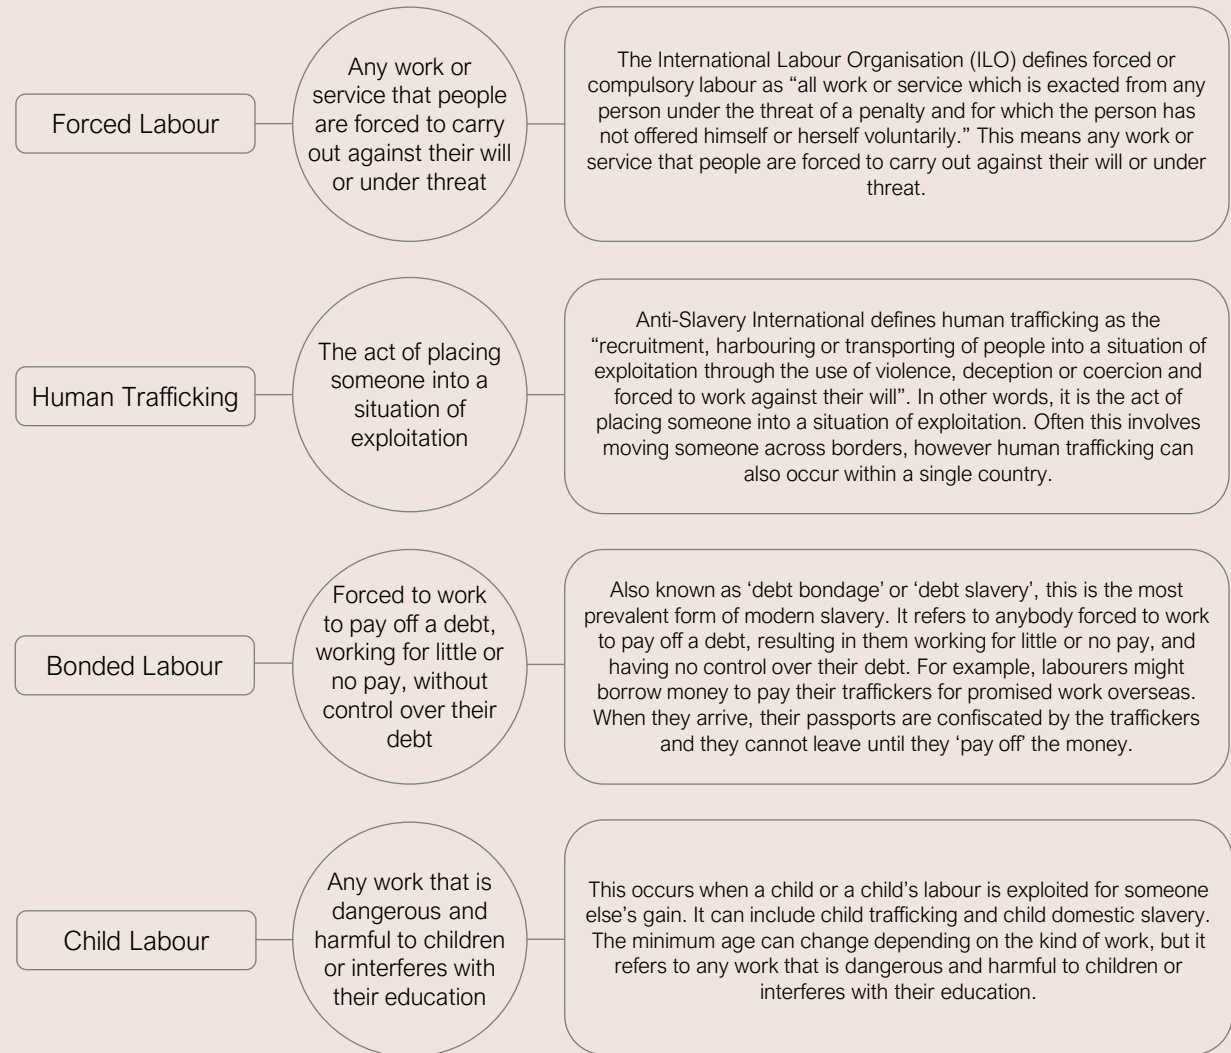 Forced Labour
Any work or
service that people
are forced to carry
out against their will
or under threat
The International Labour Organisation (ILO) defines forced or
compulsory labour as “all work or service which is exacted from any
person under the threat of a penalty and for which the person has
not offered himself or herself voluntarily.” This means any work or
service that people are forced to carry out against their will or under
threat.
Human Trafficking
The act of placing
someone into a
situation of
exploitation
Anti-Slavery International defines human trafficking as the
“recruitment, harbouring or transporting of people into a situation of
exploitation through the use of violence, deception or coercion and
forced to work against their will”. In other words, it is the act of
placing someone into a situation of exploitation. Often this involves
moving someone across borders, however human trafficking can
also occur within a single country.
Bonded Labour
Forced to work
to pay off a debt,
working for little or
no pay, without
control over their
debt
Also known as ‘debt bondage’ or ‘debt slavery’, this is the most
prevalent form of modern slavery. It refers to anybody forced to work
to pay off a debt, resulting in them working for little or no pay, and
having no control over their debt. For example, labourers might
borrow money to pay their traffickers for promised work overseas.
When they arrive, their passports are confiscated by the traffickers
and they cannot leave until they ‘pay off’ the money.
Child Labour
Any work that is
dangerous and
harmful to children
or interferes with
their education
This occurs when a child or a child’s labour is exploited for someone
else’s gain. It can include child trafficking and child domestic slavery.
The minimum age can change depending on the kind of work, but it
refers to any work that is dangerous and harmful to children or
interferes with their education.